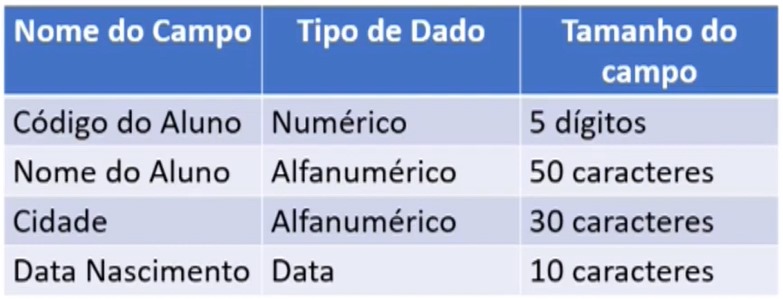 Nome do Campo Tipo de Dado Tamanho do
campo
Código do Aluno Numérico 5 dígitos
Nome do Aluno Alfanumérico 50 caracteres
Cidade Alfanumérico 30 caracteres
Data Nascimento Data 10 caracteres